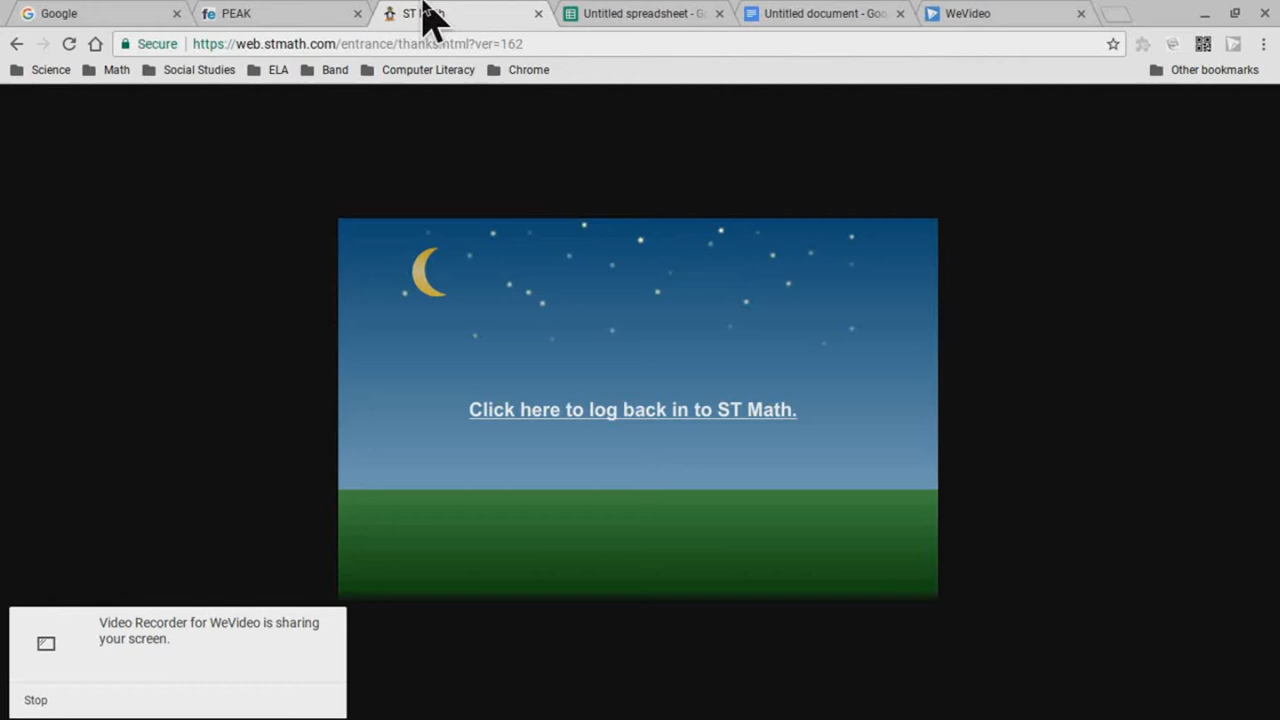 Google
PEAK
ST
Untitled spreadsheet - Go
Untitled document - Goo
WeVideo
Secure
https://web.stmath.com/entrance/thanks.html?ver=162
Science
Math
Social Studies
ELA
Band
Computer Literacy
Chrome
Other bookmarks
Click here to log back in to ST Math.
Video Recorder for WeVideo is sharing
your screen.
Stop